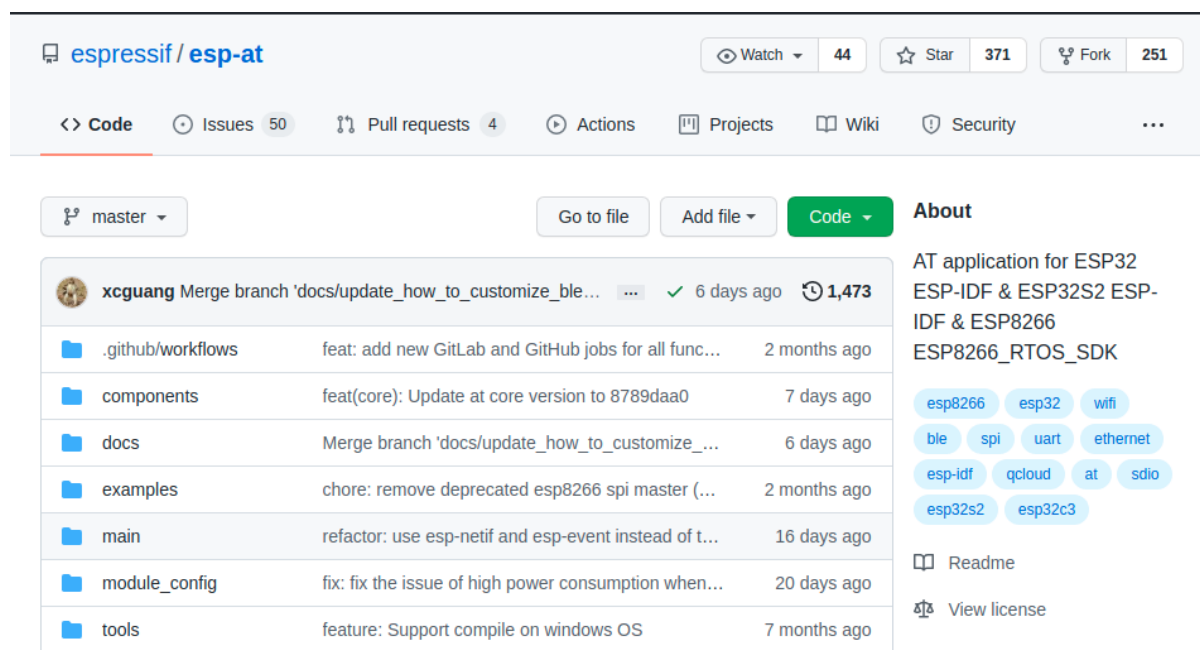 espressif / esp-at
Watch 44 Star 371 Fork 251
Code Issues 50 Pull requests 4 Actions Projects Wiki Security ...
master Go to file Add file Code
About
AT application for ESP32
ESP-IDF & ESP32S2 ESP-
IDF & ESP8266
ESP8266_RTOS_SDK
xcguang Merge branch 'docs/update_how_to_customize_ble… ... 6 days ago 1,473
.github/workflows feat: add new GitLab and GitHub jobs for all func… 2 months ago
components feat(core): Update at core version to 8789daa0 7 days ago
docs Merge branch 'docs/update_how_to_customize_… 6 days ago
examples chore: remove deprecated esp8266 spi master (… 2 months ago
main refactor: use esp-netif and esp-event instead of t… 16 days ago
module_config fix: fix the issue of high power consumption when… 20 days ago
tools feature: Support compile on windows OS 7 months ago
esp8266 esp32 wifi
ble spi uart ethernet
esp-idf qcloud at sdio
esp32s2 esp32c3
Readme
View license